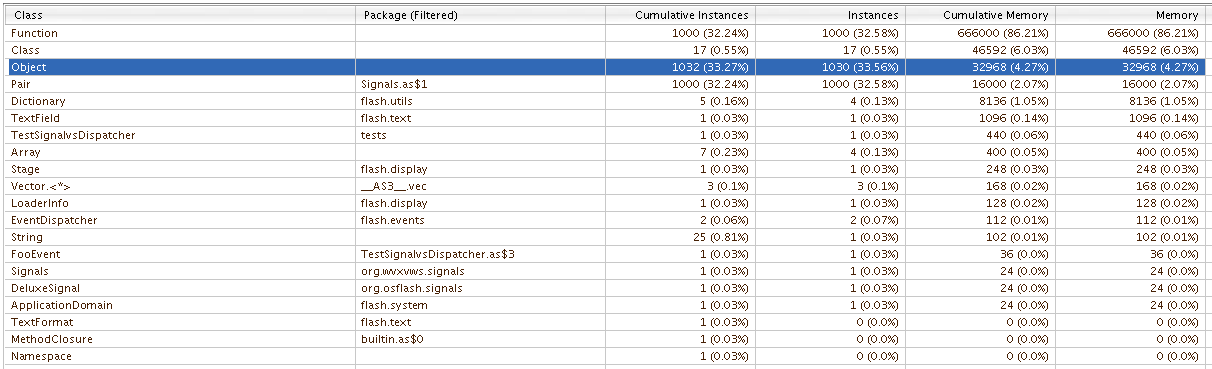 Class Package (Filtered) Cumulative Instances Instances Cumulative Memory Memory
Function 1000 (32.24%) 1000 (32.58%) 666000 (86.21%) 666000 (86.21%)
Class 17 (0.55%) 17 (0.55%) 46592 (6.03%) 46592 (6.03%)
Object 1032 (33.27%) 1030 (33.56%) 32968 (4.27%) 32968 (4.27%)
Pair Signals.as$1 1000 (32.24%) 1000 (32.58%) 16000 (2.07%) 16000 (2.07%)
Dictionary flash.utils 5 (0.16%) 4 (0.13%) 8136 (1.05%) 8136 (1.05%)
TextField flash.text 1 (0.03%) 1 (0.03%) 1096 (0.14%) 1096 (0.14%)
TestSignalvsDispatcher tests 1 (0.03%) 1 (0.03%) 440 (0.06%) 440 (0.06%)
Array 7 (0.23%) 4 (0.13%) 400 (0.05%) 400 (0.05%)
Stage flash.display 1 (0.03%) 1 (0.03%) 248 (0.03%) 248 (0.03%)
Vector.<*> __AS3__.vec 3 (0.1%) 3 (0.1%) 168 (0.02%) 168 (0.02%)
LoaderInfo flash.display 1 (0.03%) 1 (0.03%) 128 (0.02%) 128 (0.02%)
EventDispatcher flash.events 2 (0.06%) 2 (0.07%) 112 (0.01%) 112 (0.01%)
String 25 (0.81%) 1 (0.03%) 102 (0.01%) 102 (0.01%)
FooEvent TestSignalvsDispatcher.as$3 1 (0.03%) 1 (0.03%) 36 (0.0%) 36 (0.0%)
Signals org.wvxvws.signals 1 (0.03%) 1 (0.03%) 24 (0.0%) 24 (0.0%)
DeluxeSignal org.osflash.signals 1 (0.03%) 1 (0.03%) 24 (0.0%) 24 (0.0%)
ApplicationDomain flash.system 1 (0.03%) 1 (0.03%) 24 (0.0%) 24 (0.0%)
TextFormat flash.text 1 (0.03%) 0 (0.0%) 0 (0.0%) 0 (0.0%)
MethodClosure builtin.as$0 1 (0.03%) 0 (0.0%) 0 (0.0%) 0 (0.0%)
Namespace 1 (0.03%) 0 (0.0%) 0 (0.0%) 0 (0.0%)